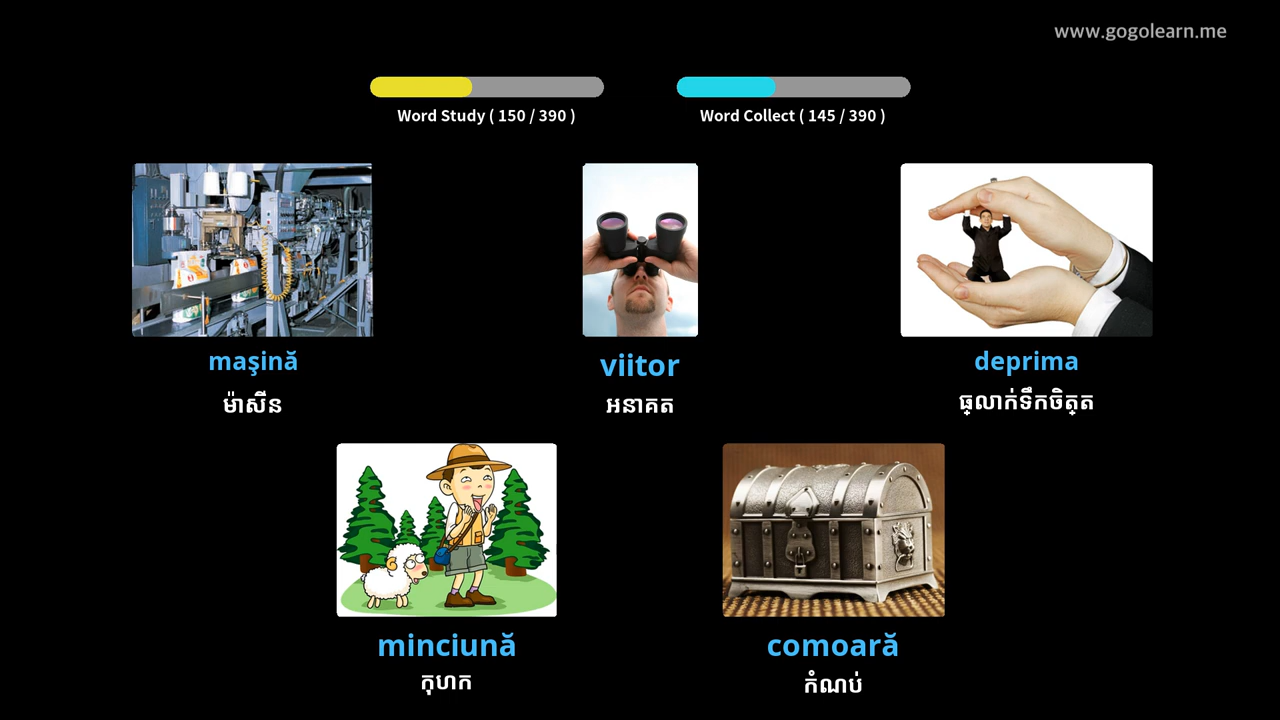 www.gogolearn.me
Word Study ( 150 / 390 )
Word Collect ( 145 / 390 )
maşină
viitor
deprima
ម៉ាស៊ីន
អនាគត
ធ្លាក់ទឹកចិត្ត
minciună
comoară
កុហក
កំណប់